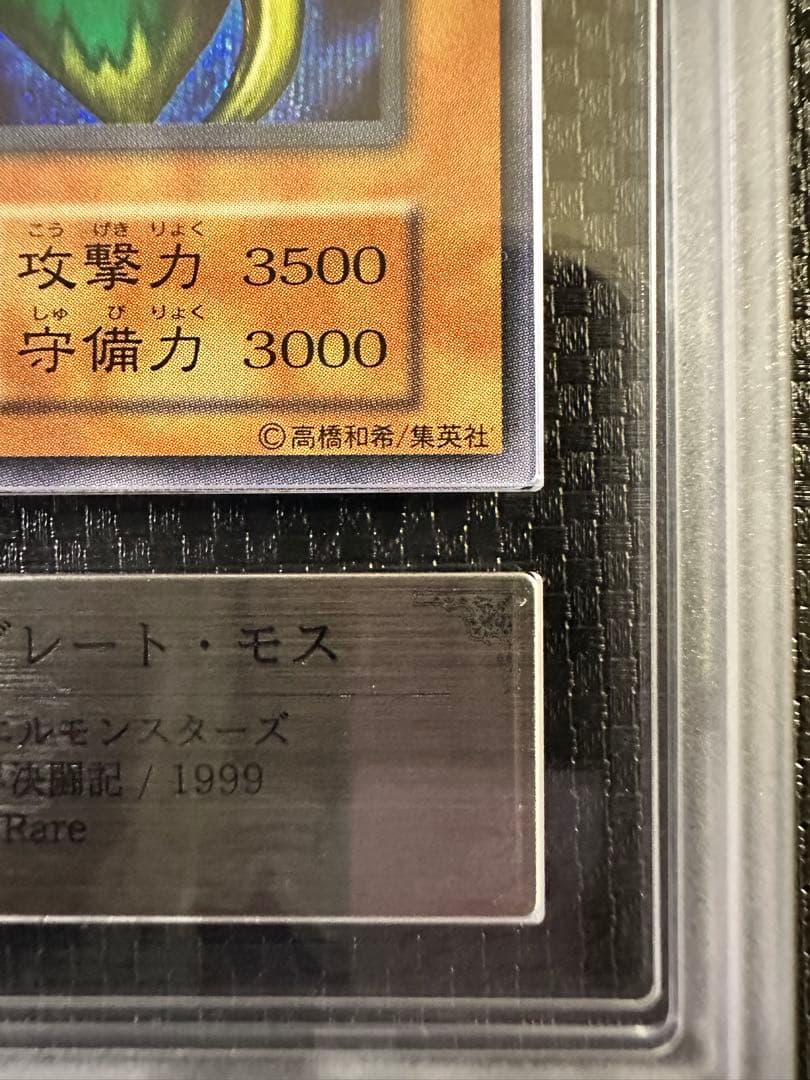 こう げき りょく
攻撃力 3500
しゅ び りょく
守備力 3000
©高橋和希/集英社
グレート・モス
エルモンスターズ
決闘記 / 1999
Rare